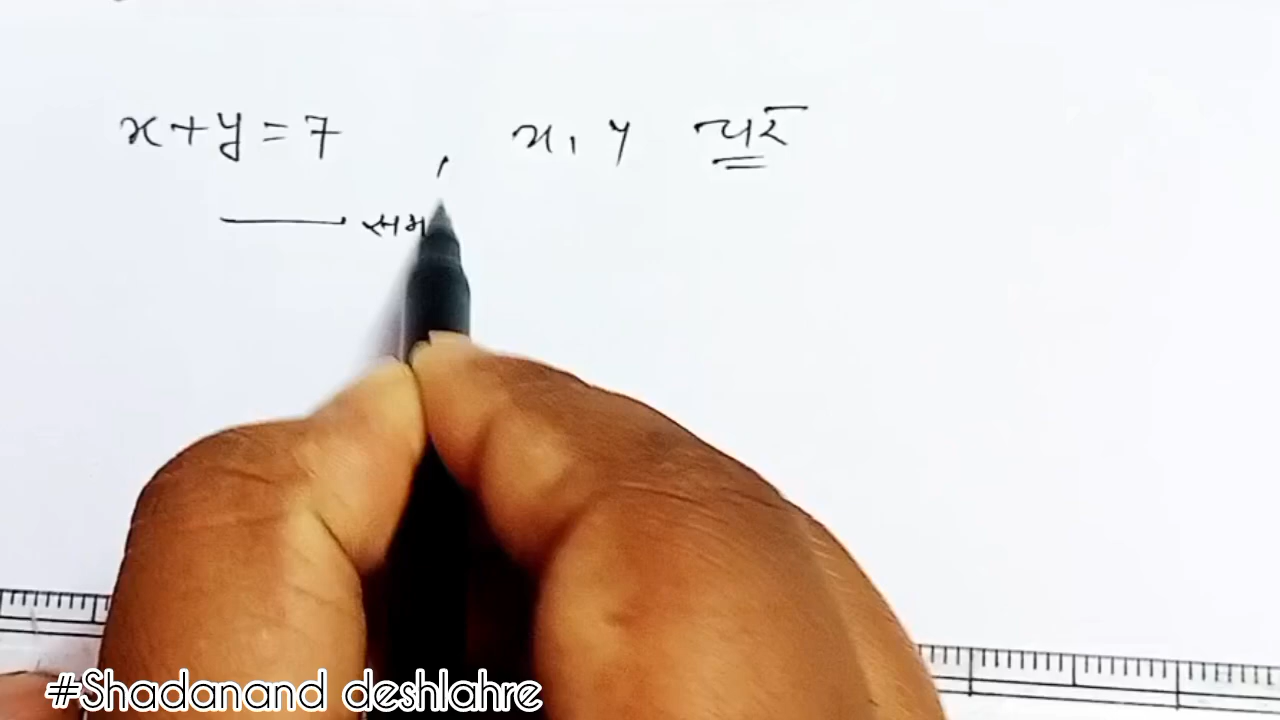 x+y=7 , x, y चर
——— सम
#Shadanand deshlahre